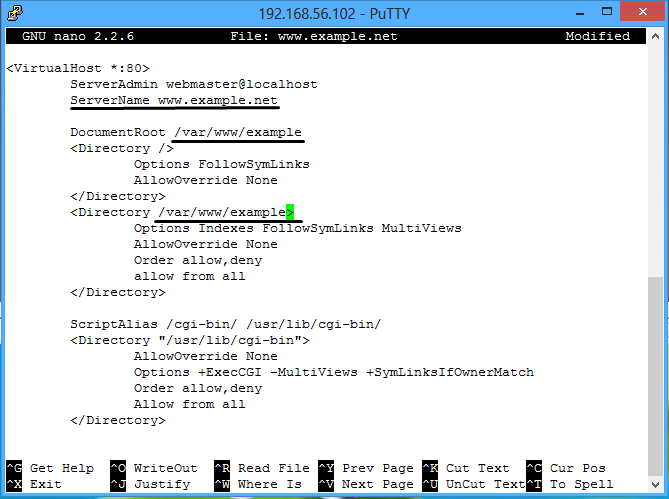 192.168.56.102 - PuTTY
GNU nano 2.2.6 File: www.example.net Modified
<VirtualHost *:80>
ServerAdmin webmaster@localhost
ServerName www.example.net
DocumentRoot /var/www/example
<Directory />
Options FollowSymLinks
AllowOverride None
</Directory>
<Directory /var/www/example>
Options Indexes FollowSymLinks MultiViews
AllowOverride None
Order allow,deny
allow from all
</Directory>
ScriptAlias /cgi-bin/ /usr/lib/cgi-bin/
<Directory "/usr/lib/cgi-bin">
AllowOverride None
Options +ExecCGI -MultiViews +SymLinksIfOwnerMatch
Order allow,deny
Allow from all
</Directory>
^G Get Help ^O WriteOut ^R Read File ^Y Prev Page ^K Cut Text ^C Cur Pos
^X Exit ^J Justify ^W Where Is ^V Next Page ^U UnCut Text ^T To Spell